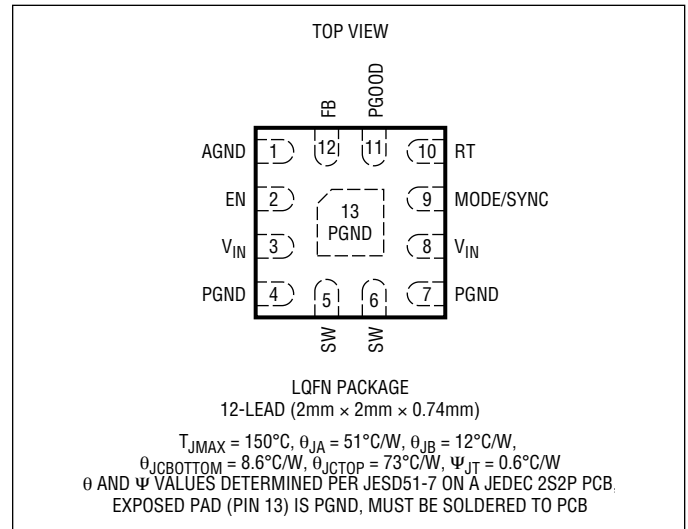 TOP VIEW
FB
PGOOD
AGND 1 12 11 10 RT
EN 2 9 MODE/SYNC
13
PGND
VIN 3 8 VIN
PGND 4 5 6 7 PGND
SW
SW
LQFN PACKAGE
12-LEAD (2mm × 2mm × 0.74mm)
TJMAX = 150°C, θJA = 51°C/W, θJB = 12°C/W,
θJCBOTTOM = 8.6°C/W, θJCTOP = 73°C/W, ΨJT = 0.6°C/W
θ AND Ψ VALUES DETERMINED PER JESD51-7 ON A JEDEC 2S2P PCB.
EXPOSED PAD (PIN 13) IS PGND, MUST BE SOLDERED TO PCB